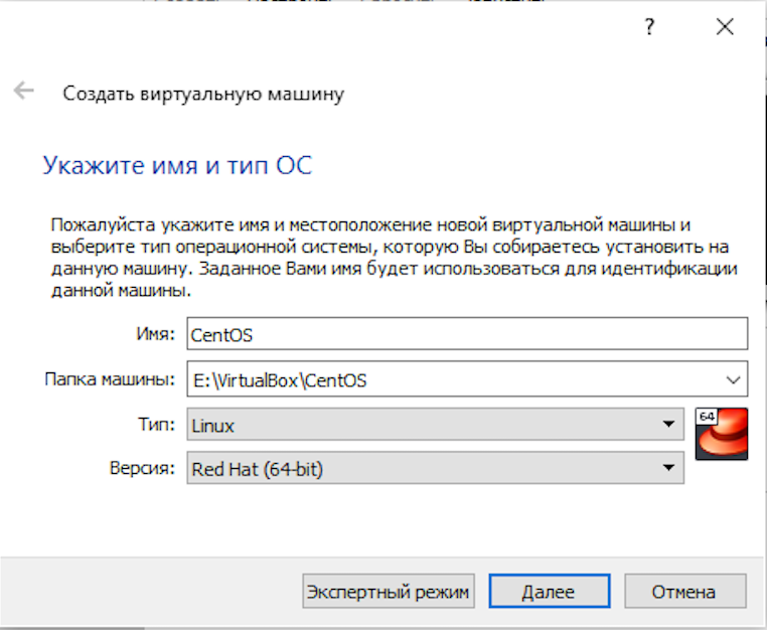 ?
Создать виртуальную машину
Укажите имя и тип ОС
Пожалуйста укажите имя и местоположение новой виртуальной машины и
выберите тип операционной системы, которую Вы собираетесь установить на
данную машину. Заданное Вами имя будет использоваться для идентификации
данной машины.
Имя: CentOS
Папка машины: E:\VirtualBox\CentOS
Тип: Linux
64
Версия: Red Hat (64-bit)
Экспертный режим Далее Отмена